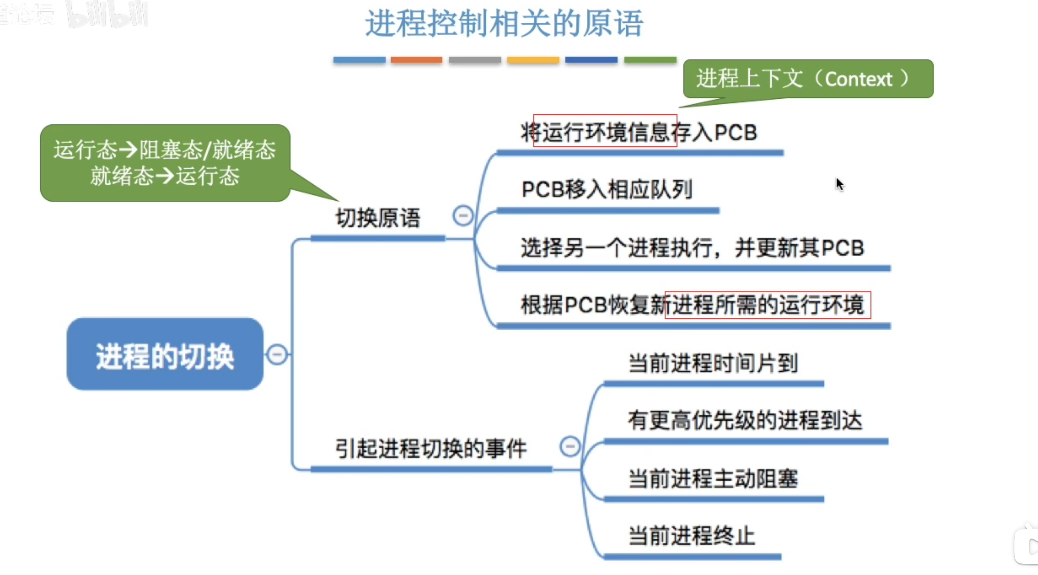 bilibili
进程控制相关的原语
进程上下文（Context ）
将运行环境信息存入PCB
运行态→阻塞态/就绪态
就绪态→运行态
PCB移入相应队列
切换原语
选择另一个进程执行，并更新其PCB
根据PCB恢复新进程所需的运行环境
进程的切换
当前进程时间片到
有更高优先级的进程到达
引起进程切换的事件
当前进程主动阻塞
当前进程终止